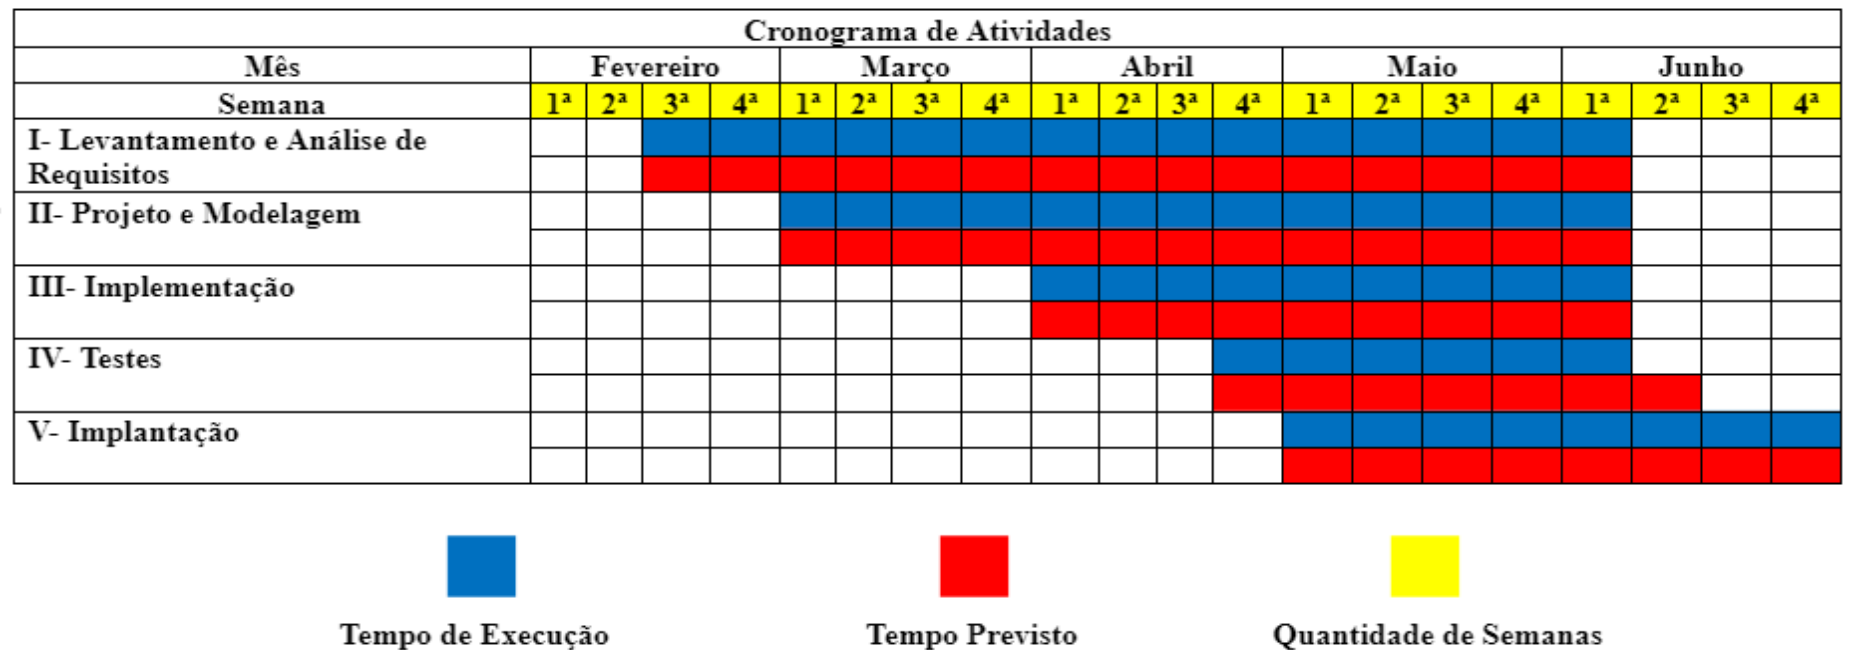 Cronograma de Atividades
Mês Fevereiro Março Abril Maio Junho
Semana 1ª 2ª 3ª 4ª 1ª 2ª 3ª 4ª 1ª 2ª 3ª 4ª 1ª 2ª 3ª 4ª 1ª 2ª 3ª 4ª
I- Levantamento e Análise de
Requisitos
II- Projeto e Modelagem
III- Implementação
IV- Testes
V- Implantação
Tempo de Execução Tempo Previsto Quantidade de Semanas